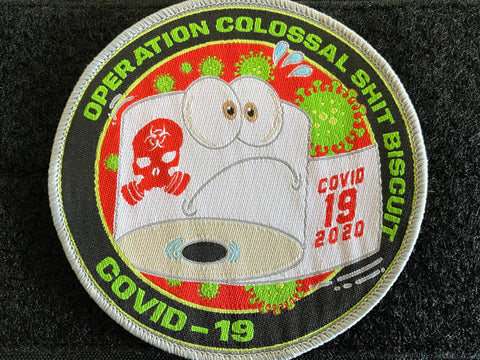 OPERATION COLOSSAL SHIT BISCUIT
COVID
19
2020
COVID-19